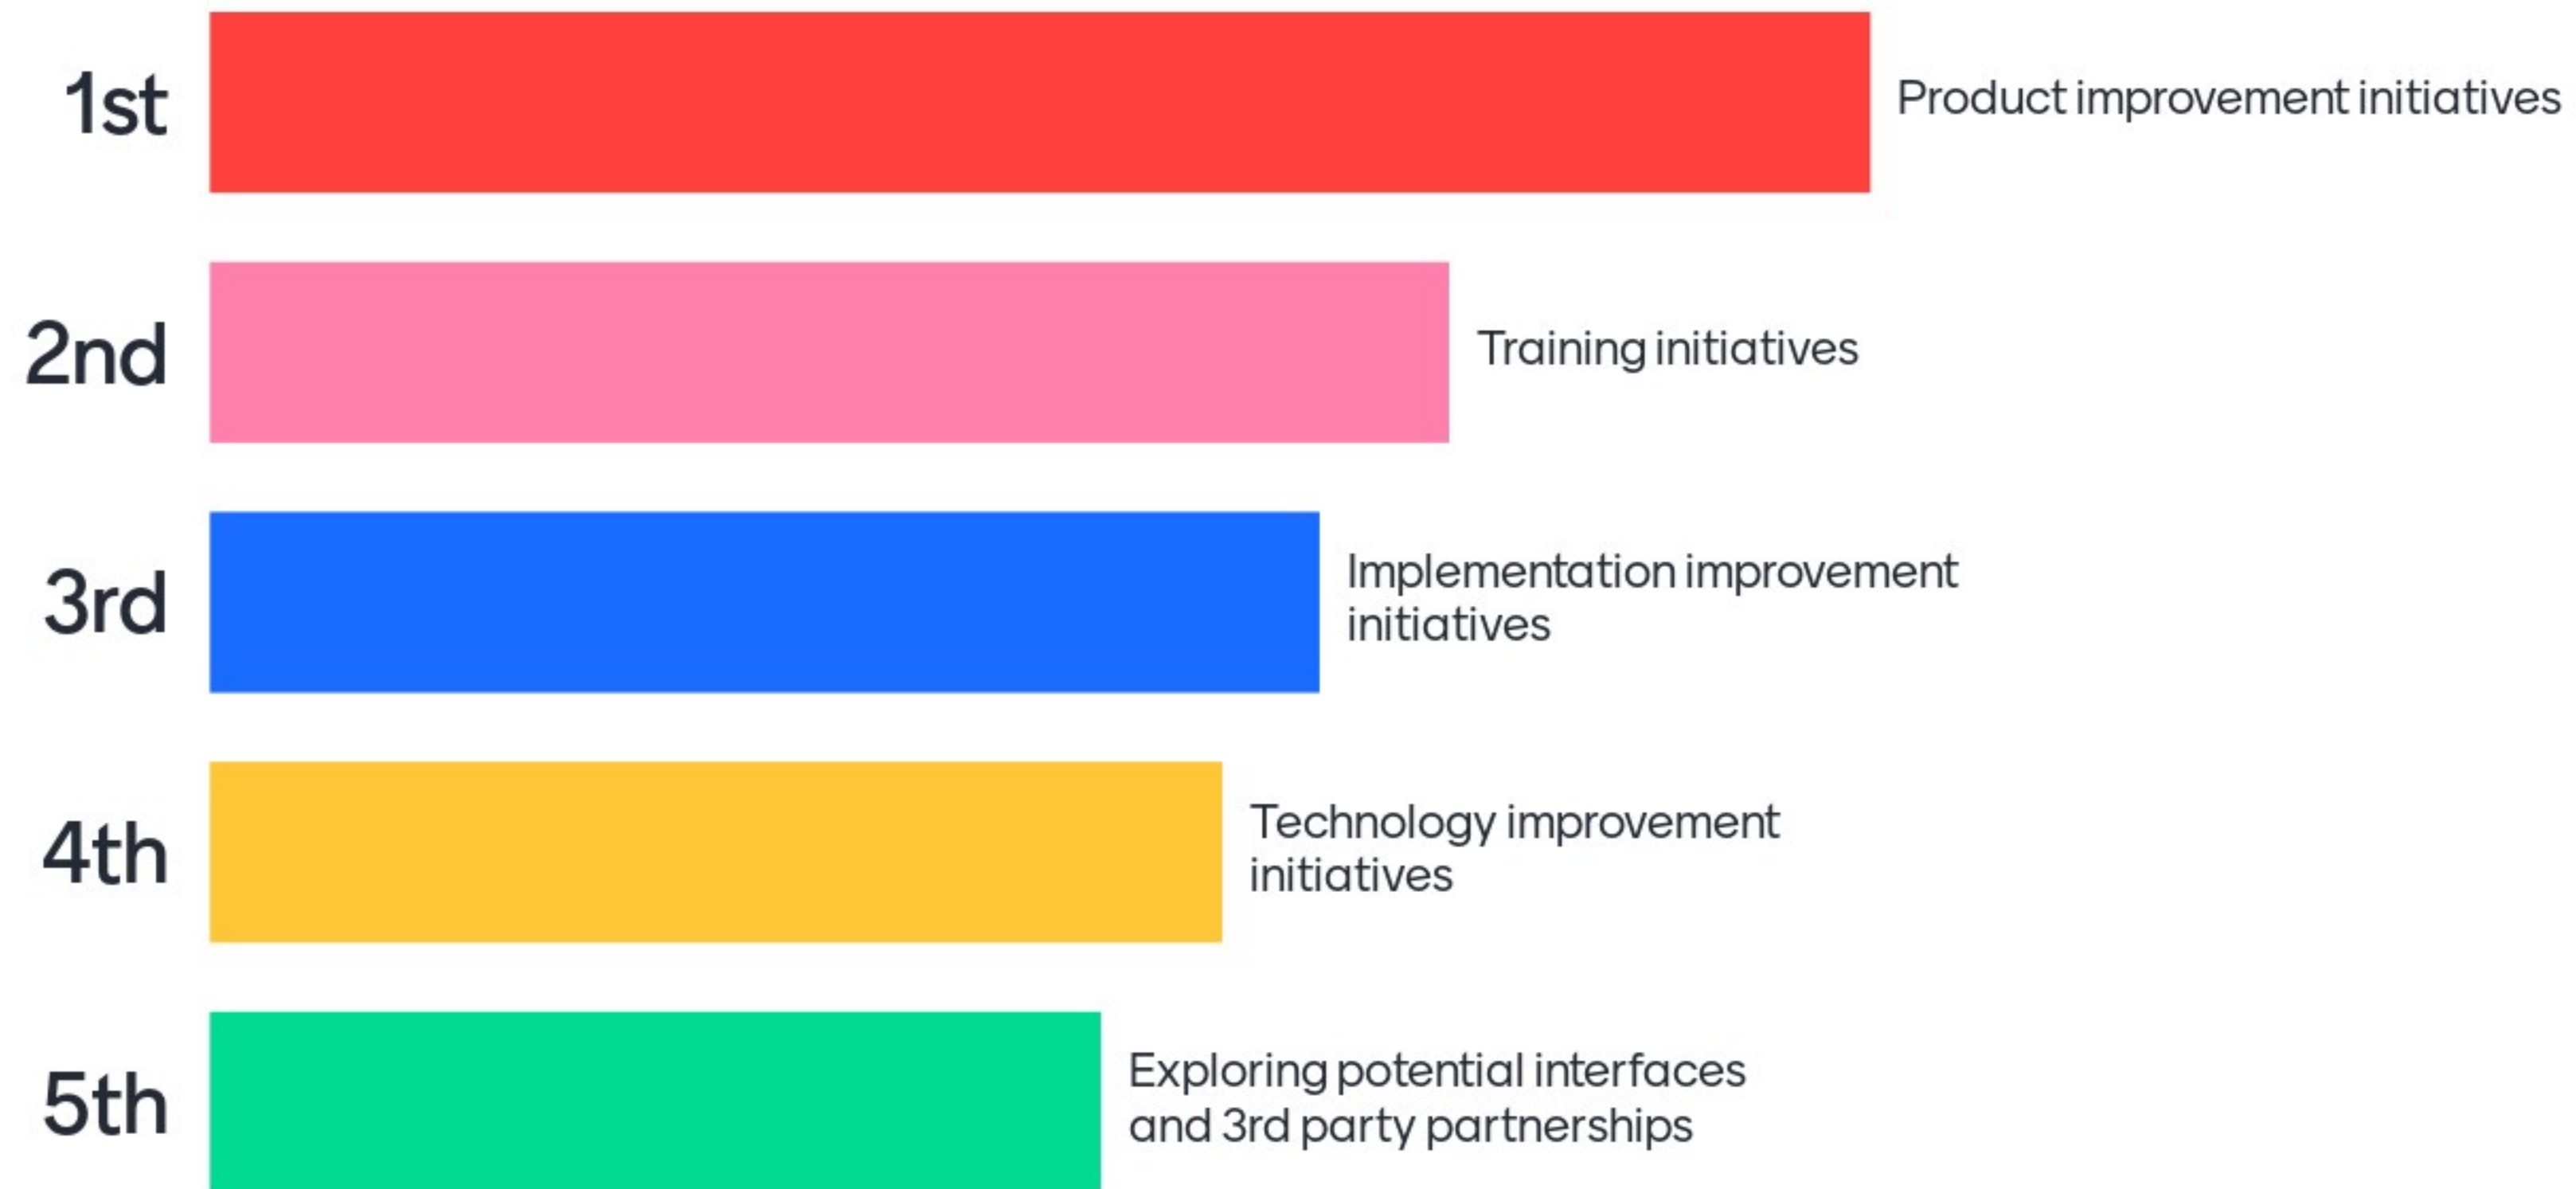 1st
Product improvement initiatives
2nd
Training initiatives
3rd
Implementation improvement
initiatives
4th
Technology improvement
initiatives
5th
Exploring potential interfaces
and 3rd party partnerships